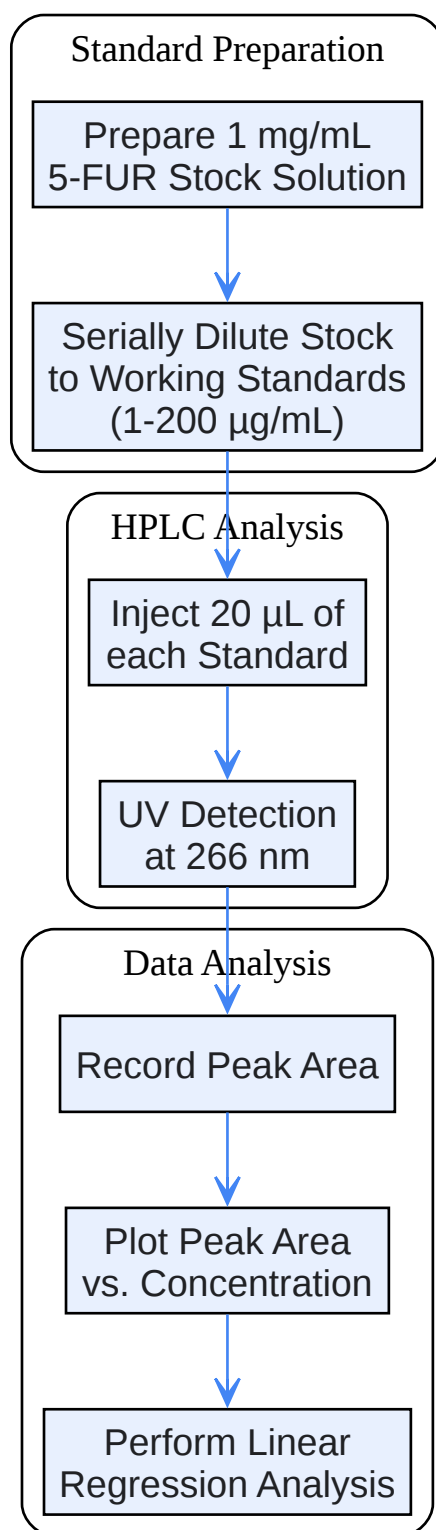 Standard Preparation
Prepare 1 mg/mL
5-FUR Stock Solution
Serially Dilute Stock
to Working Standards
(1-200 µg/mL)
HPLC Analysis
Inject 20 µL of
each Standard
UV Detection
at 266 nm
Data Analysis
Record Peak Area
Plot Peak Area
vs. Concentration
Perform Linear
Regression Analysis